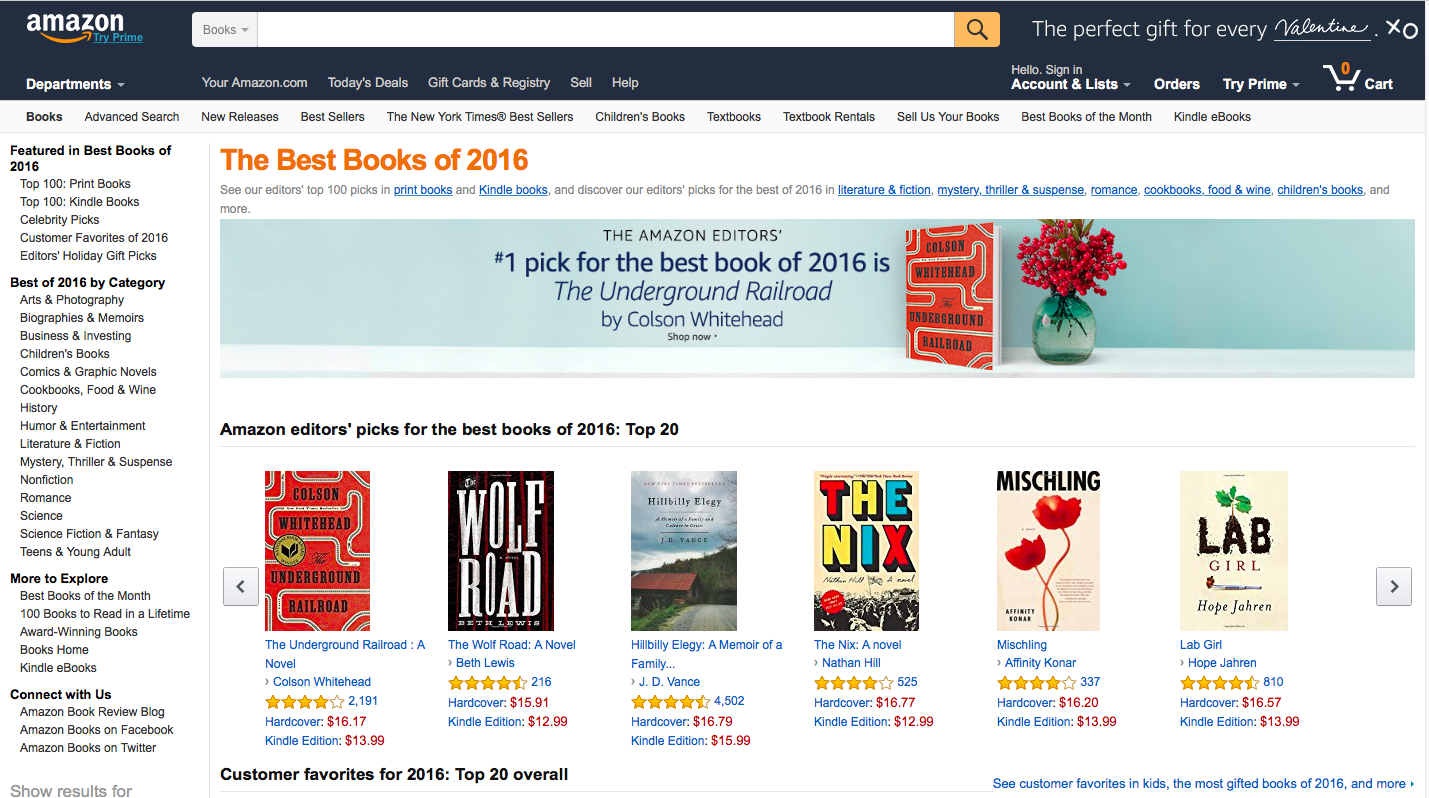 amazon
Try Prime
Books
The perfect gift for every Valentine. XO
Departments
Your Amazon.com Today's Deals Gift Cards & Registry Sell Help
Hello. Sign in
Account & Lists
Orders
Try Prime
0
Cart
Books Advanced Search New Releases Best Sellers The New York Times® Best Sellers Children's Books Textbooks Textbook Rentals Sell Us Your Books Best Books of the Month Kindle eBooks
Featured in Best Books of
2016
Top 100: Print Books
Top 100: Kindle Books
Celebrity Picks
Customer Favorites of 2016
Editors' Holiday Gift Picks
Best of 2016 by Category
Arts & Photography
Biographies & Memoirs
Business & Investing
Children's Books
Comics & Graphic Novels
Cookbooks, Food & Wine
History
Humor & Entertainment
Literature & Fiction
Mystery, Thriller & Suspense
Nonfiction
Romance
Science
Science Fiction & Fantasy
Teens & Young Adult
More to Explore
Best Books of the Month
100 Books to Read in a Lifetime
Award-Winning Books
Books Home
Kindle eBooks
Connect with Us
Amazon Book Review Blog
Amazon Books on Facebook
Amazon Books on Twitter
Show results for
The Best Books of 2016
See our editors' top 100 picks in print books and Kindle books, and discover our editors' picks for the best of 2016 in literature & fiction, mystery, thriller & suspense, romance, cookbooks, food & wine, children's books, and
more.
THE AMAZON EDITORS'
#1 pick for the best book of 2016 is
The Underground Railroad
by Colson Whitehead
Shop now ›
COLSON
WHITEHEAD
The
UNDERGROUND
RAILROAD
Amazon editors' picks for the best books of 2016: Top 20
COLSON
WHITEHEAD
The
UNDERGROUND
RAILROAD
The Underground Railroad : A
Novel
› Colson Whitehead
2,191
Hardcover: $16.17
Kindle Edition: $13.99
The
WOLF
A NOVEL
ROAD
BETH LEWIS
The Wolf Road: A Novel
› Beth Lewis
216
Hardcover: $15.91
Kindle Edition: $12.99
NEW YORK TIMES BESTSELLER
Hillbilly Elegy
A Memoir of a Family and
Culture in Crisis
J.D. VANCE
Hillbilly Elegy: A Memoir of a
Family...
› J. D. Vance
4,502
Hardcover: $16.79
Kindle Edition: $15.99
THE
NIX
Nathan Hill A novel
The Nix: A novel
› Nathan Hill
525
Hardcover: $16.77
Kindle Edition: $12.99
MISCHLING
AFFINITY
KONAR
Mischling
› Affinity Konar
337
Hardcover: $16.20
Kindle Edition: $13.99
LAB
GIRL
Hope Jahren
Lab Girl
› Hope Jahren
810
Hardcover: $16.57
Kindle Edition: $13.99
Customer favorites for 2016: Top 20 overall
See customer favorites in kids, the most gifted books of 2016, and more ›